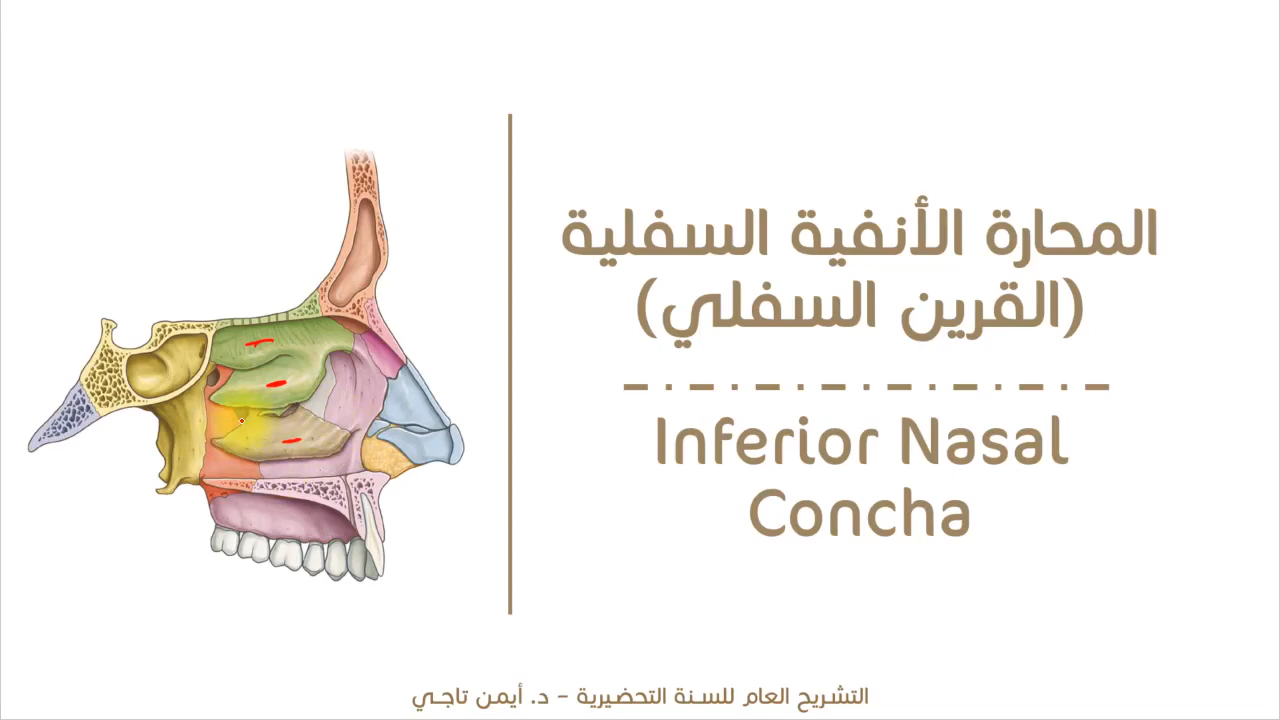 المحارة الأنفية السفلية
(القرين السفلي)
Inferior Nasal
Concha
التشريح العام للسنة التحضيرية - د. أيمن تاجي